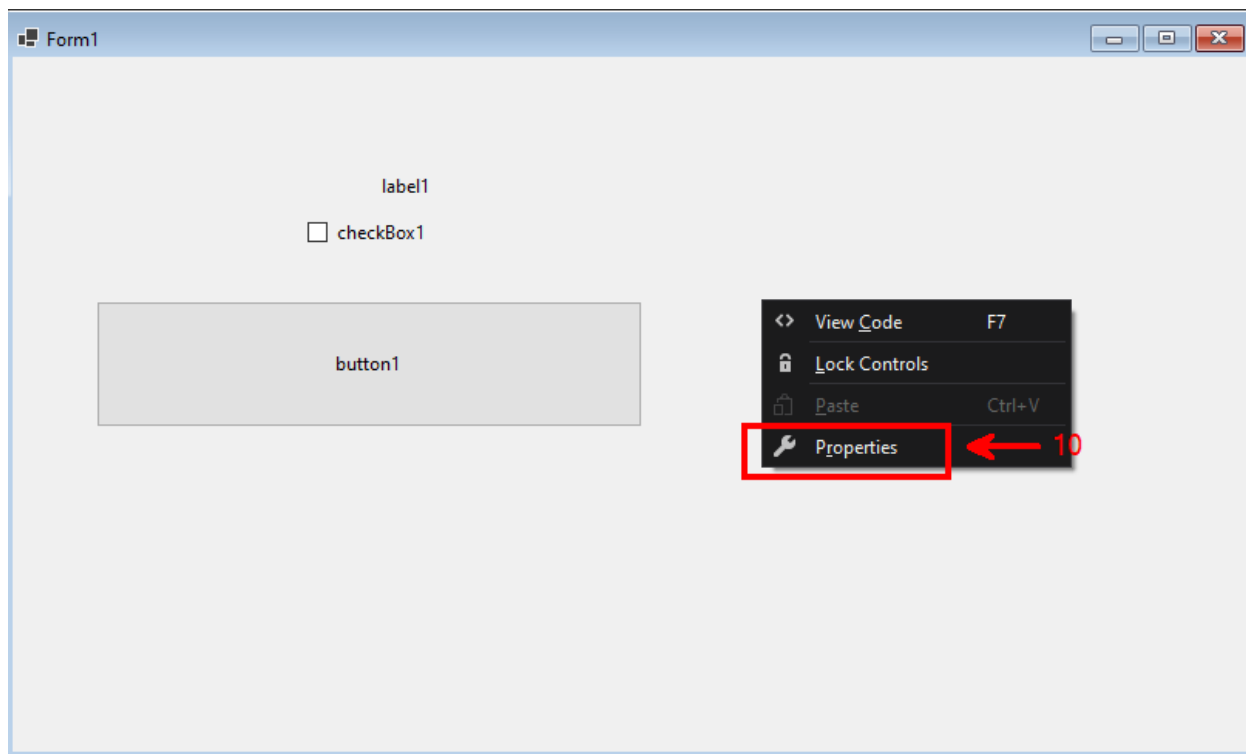 Form1
label1
checkBox1
button1
View Code F7
Lock Controls
Paste Ctrl+V
Properties 10